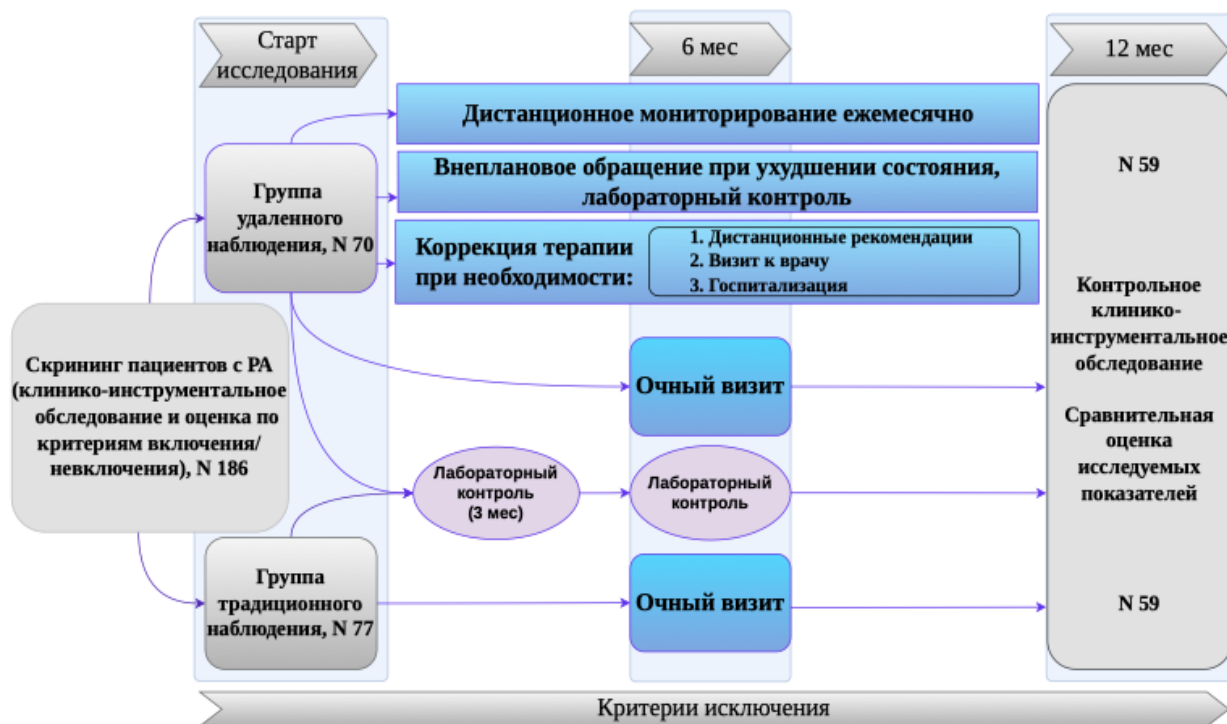 Старт
исследования
6 мес
12 мес
Дистанционное мониторирование ежемесячно
Внеплановое обращение при ухудшении состояния,
лабораторный контроль
Группа
удаленного
наблюдения, N 70
Коррекция терапии
при необходимости:
1. Дистанционные рекомендации
2. Визит к врачу
3. Госпитализация
N 59
Контрольное
клинико-
инструментальное
обследование
Сравнительная
оценка
исследуемых
показателей
N 59
Скрининг пациентов с РА
(клинико-инструментальное
обследование и оценка по
критериям включения/
невключения), N 186
Очный визит
Лабораторный
контроль
(3 мес)
Лабораторный
контроль
Группа
традиционного
наблюдения, N 77
Очный визит
Критерии исключения